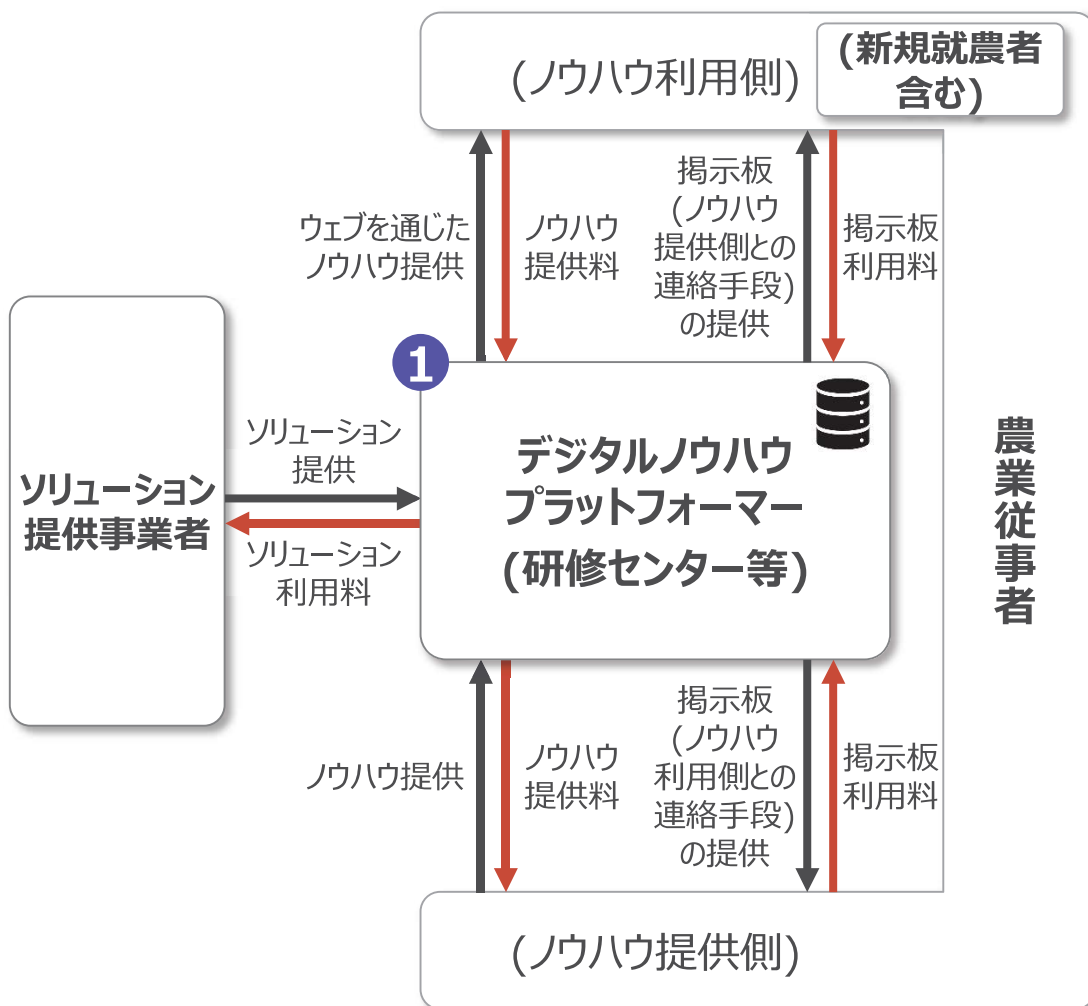 (ノウハウ利用側)
(新規就農者
含む)
ウェブを通じた
ノウハウ提供
ノウハウ
提供料
掲示板
(ノウハウ
提供側との
連絡手段)
の提供
掲示板
利用料
ソリューション
提供事業者
ソリューション
提供
ソリューション
利用料
1
デジタルノウハウ
プラットフォーマー
(研修センター等)
農業従事者
ノウハウ提供
ノウハウ
提供料
掲示板
(ノウハウ
利用側との
連絡手段)
の提供
掲示板
利用料
(ノウハウ提供側)